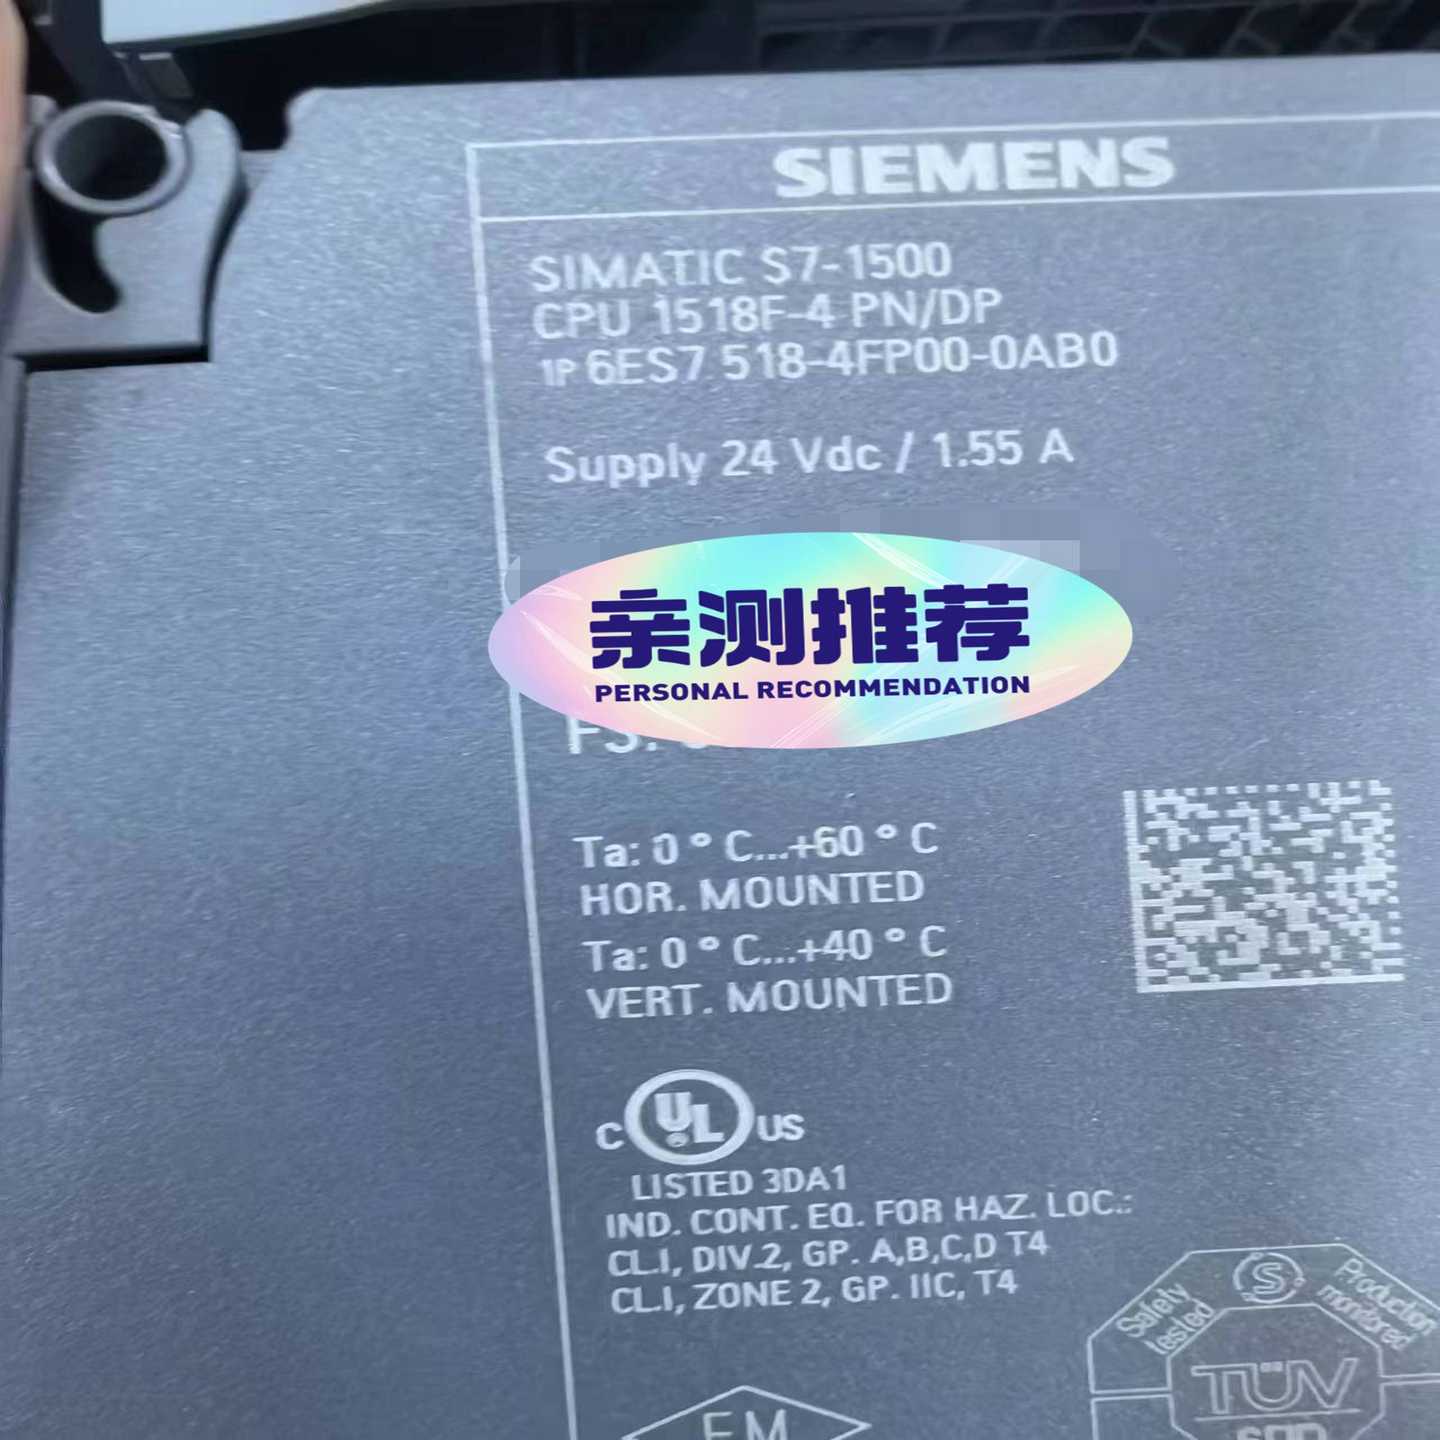 SIEMENS
SIMATIC S7-1500
CPU 1518F-4 PN/DP
1P 6ES7 518-4FP00-0AB0
Supply 24 Vdc / 1.55 A
亲测推荐
PERSONAL RECOMMENDATION
FS:
Ta: 0 ° C...+60 ° C
HOR. MOUNTED
Ta: 0 ° C...+40 ° C
VERT. MOUNTED
C UL US
LISTED 3DA1
IND. CONT. EQ. FOR HAZ. LOC.:
CL.I, DIV.2, GP. A,B,C,D T4
CL.I, ZONE 2, GP. IIC, T4
S
Safety tested
Production monitored
TÜV
SÜD
FM